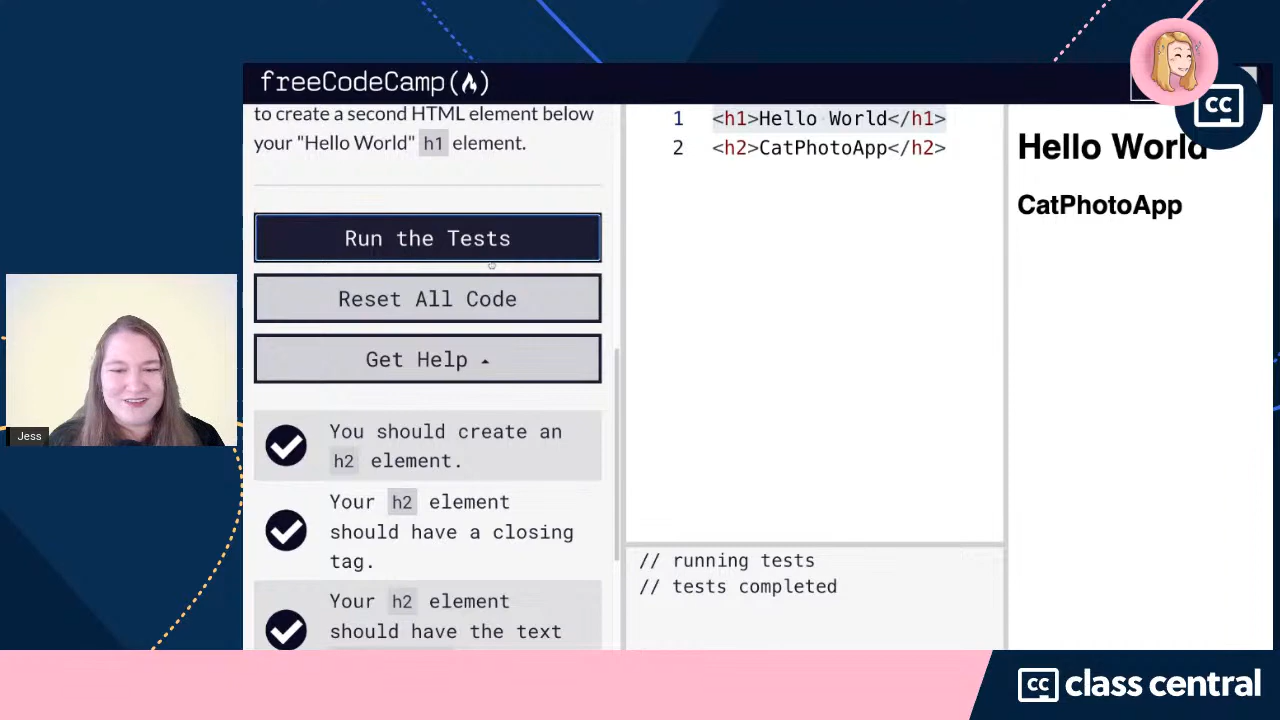 freeCodeCamp(🔥)
to create a second HTML element below
your "Hello World" h1 element.
Run the Tests
Reset All Code
Get Help
You should create an
h2 element.
Your h2 element
should have a closing
tag.
Your h2 element
should have the text
1 <h1>Hello World</h1>
2 <h2>CatPhotoApp</h2>
// running tests
// tests completed
Hello World
CatPhotoApp
CC
Jess
CC class central